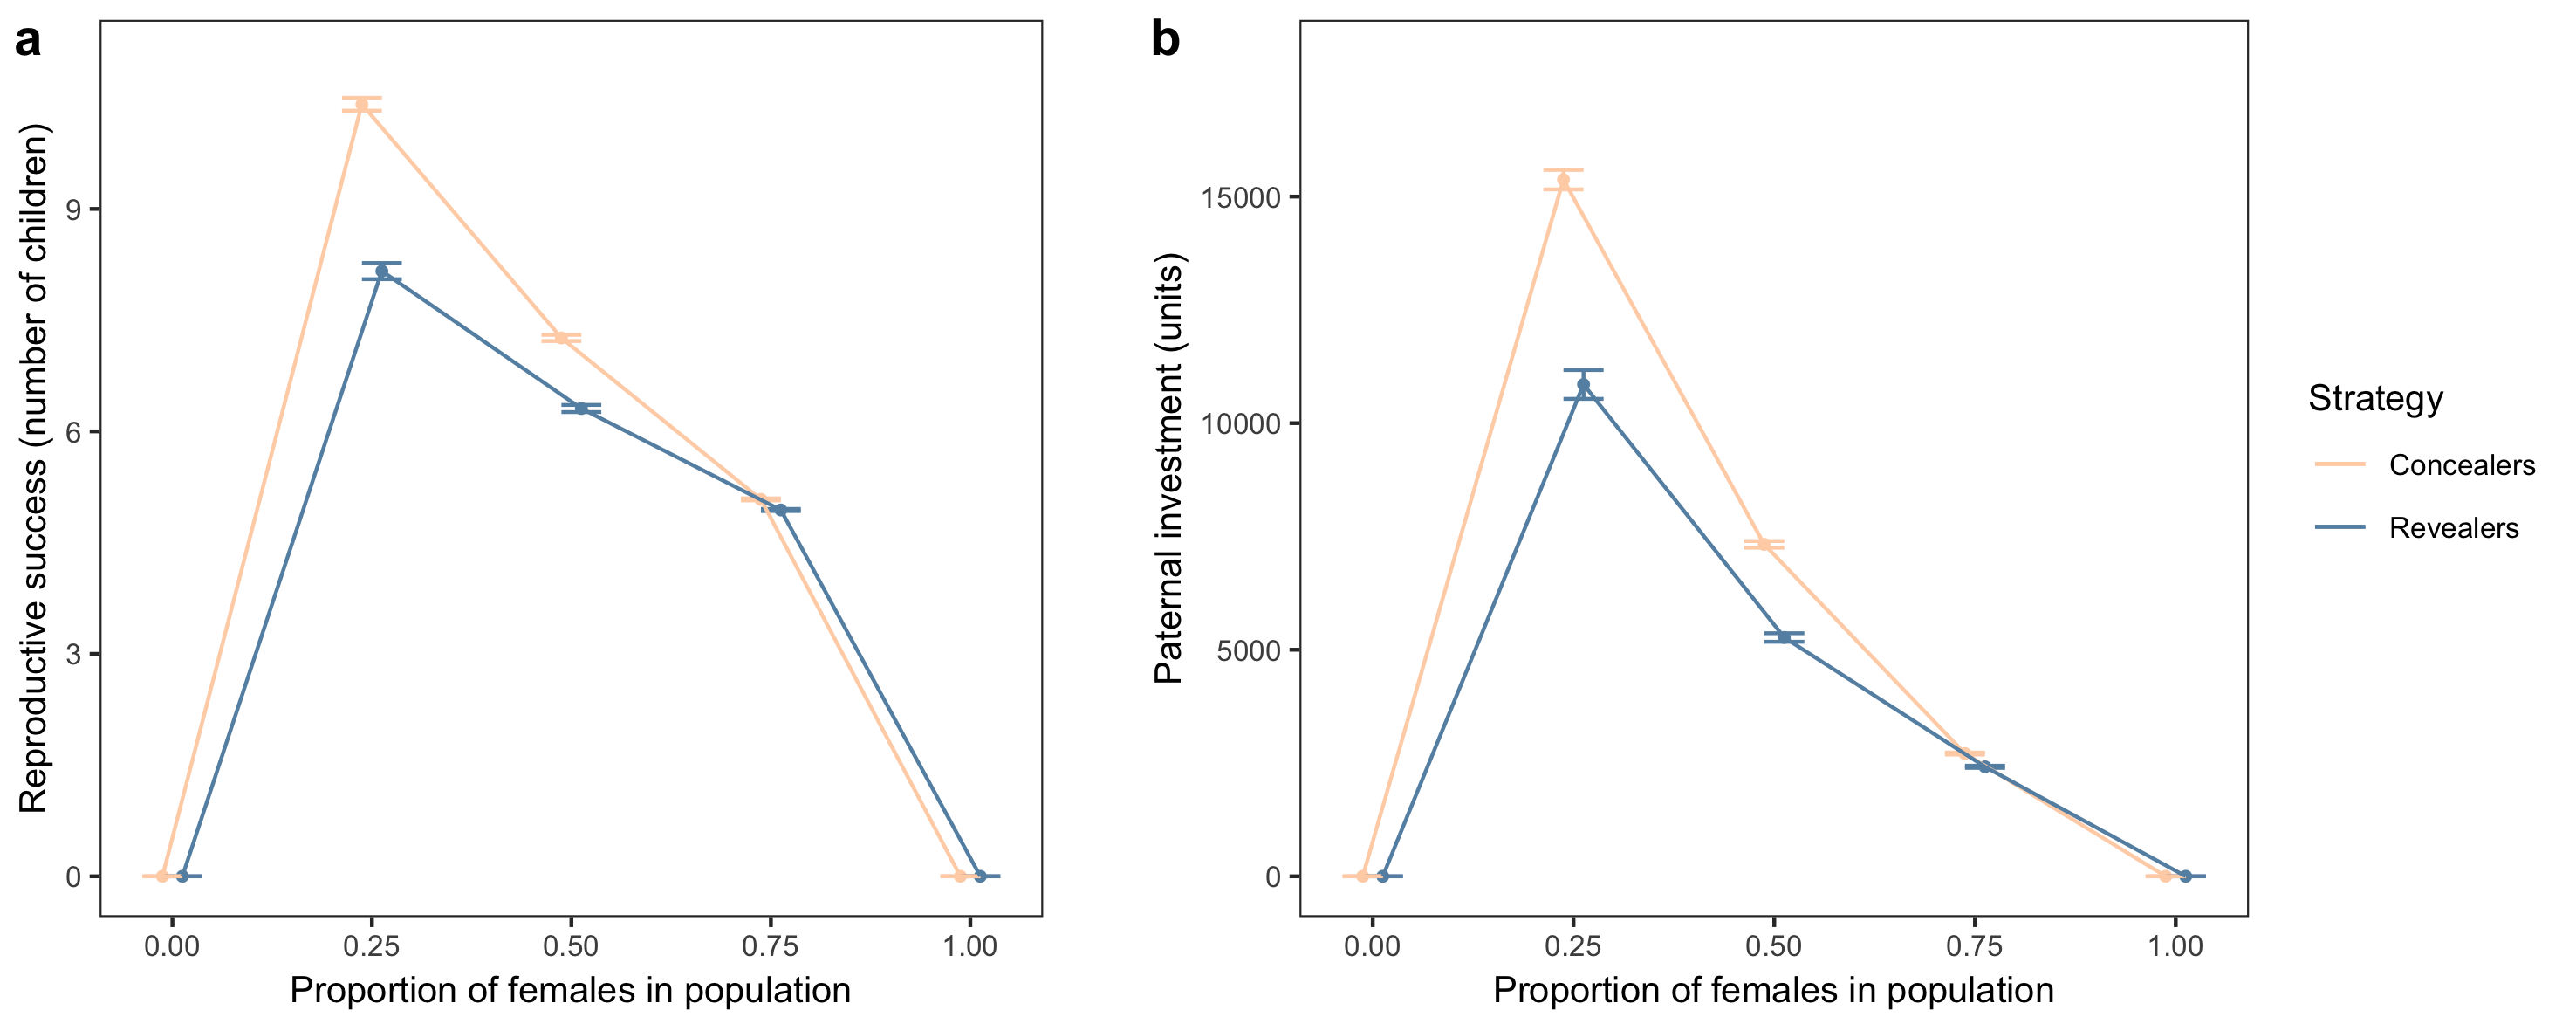 a
Reproductive success (number of children)
9
6
3
0
0.00 0.25 0.50 0.75 1.00
Proportion of females in population
b
Paternal investment (units)
15000
10000
5000
0
0.00 0.25 0.50 0.75 1.00
Proportion of females in population
Strategy
Concealers
Revealers